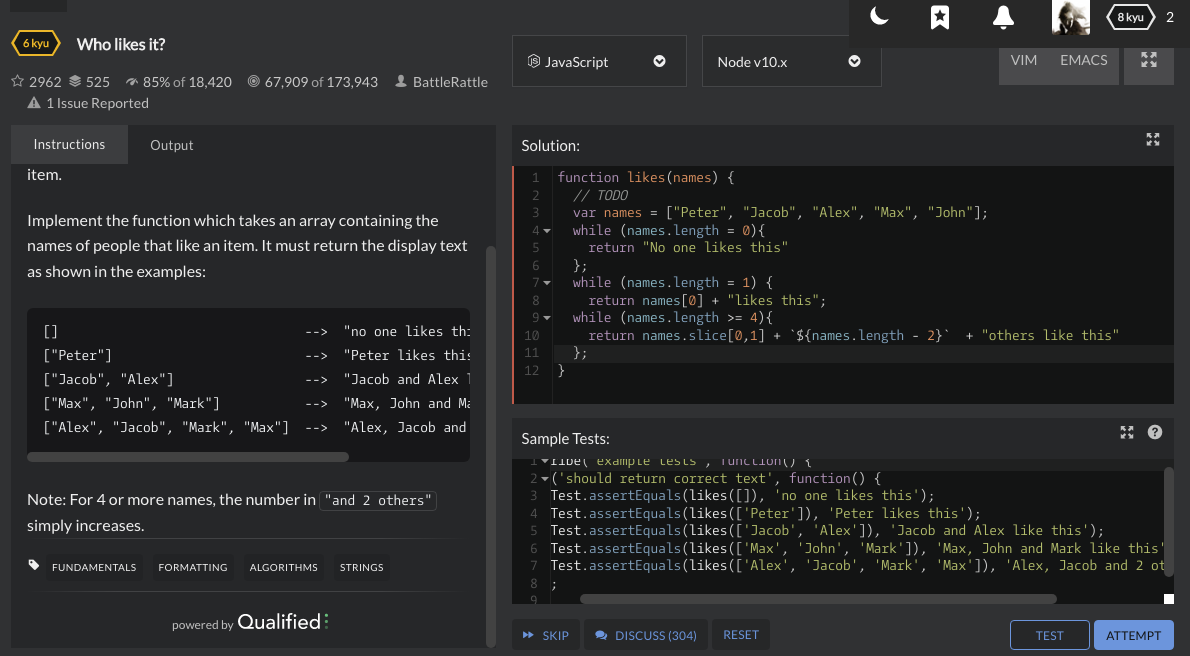 8 kyu
2
6 kyu
Who likes it?
2962 525 85% of 18,420 67,909 of 173,943 BattleRattle
1 Issue Reported
JavaScript
Node v10.x
VIM EMACS
Instructions
Output
item.
Implement the function which takes an array containing the
names of people that like an item. It must return the display text
as shown in the examples:
[] --> "no one likes thi
["Peter"] --> "Peter likes this
["Jacob", "Alex"] --> "Jacob and Alex l
["Max", "John", "Mark"] --> "Max, John and Ma
["Alex", "Jacob", "Mark", "Max"] --> "Alex, Jacob and
Note: For 4 or more names, the number in "and 2 others"
simply increases.
FUNDAMENTALS FORMATTING ALGORITHMS STRINGS
powered by Qualified
Solution:
1 function likes(names) {
2 // TODO
3 var names = ["Peter", "Jacob", "Alex", "Max", "John"];
4 while (names.length = 0){
5 return "No one likes this"
6 };
7 while (names.length = 1) {
8 return names[0] + "likes this";
9 while (names.length >= 4){
10 return names.slice[0,1] + `${names.length - 2}` + "others like this"
11 };
12 }
Sample Tests:
1 ribe("example tests", function() {
2 ('should return correct text', function() {
3 Test.assertEquals(likes([]), 'no one likes this');
4 Test.assertEquals(likes(['Peter']), 'Peter likes this');
5 Test.assertEquals(likes(['Jacob', 'Alex']), 'Jacob and Alex like this');
6 Test.assertEquals(likes(['Max', 'John', 'Mark']), 'Max, John and Mark like this'
7 Test.assertEquals(likes(['Alex', 'Jacob', 'Mark', 'Max']), 'Alex, Jacob and 2 ot
8 ;
9
SKIP
DISCUSS (304)
RESET
TEST
ATTEMPT